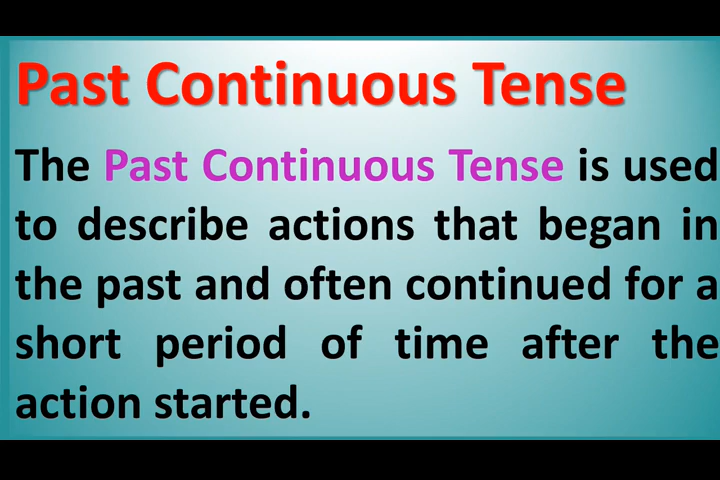 Past Continuous Tense
The Past Continuous Tense is used
to describe actions that began in
the past and often continued for a
short period of time after the
action started.